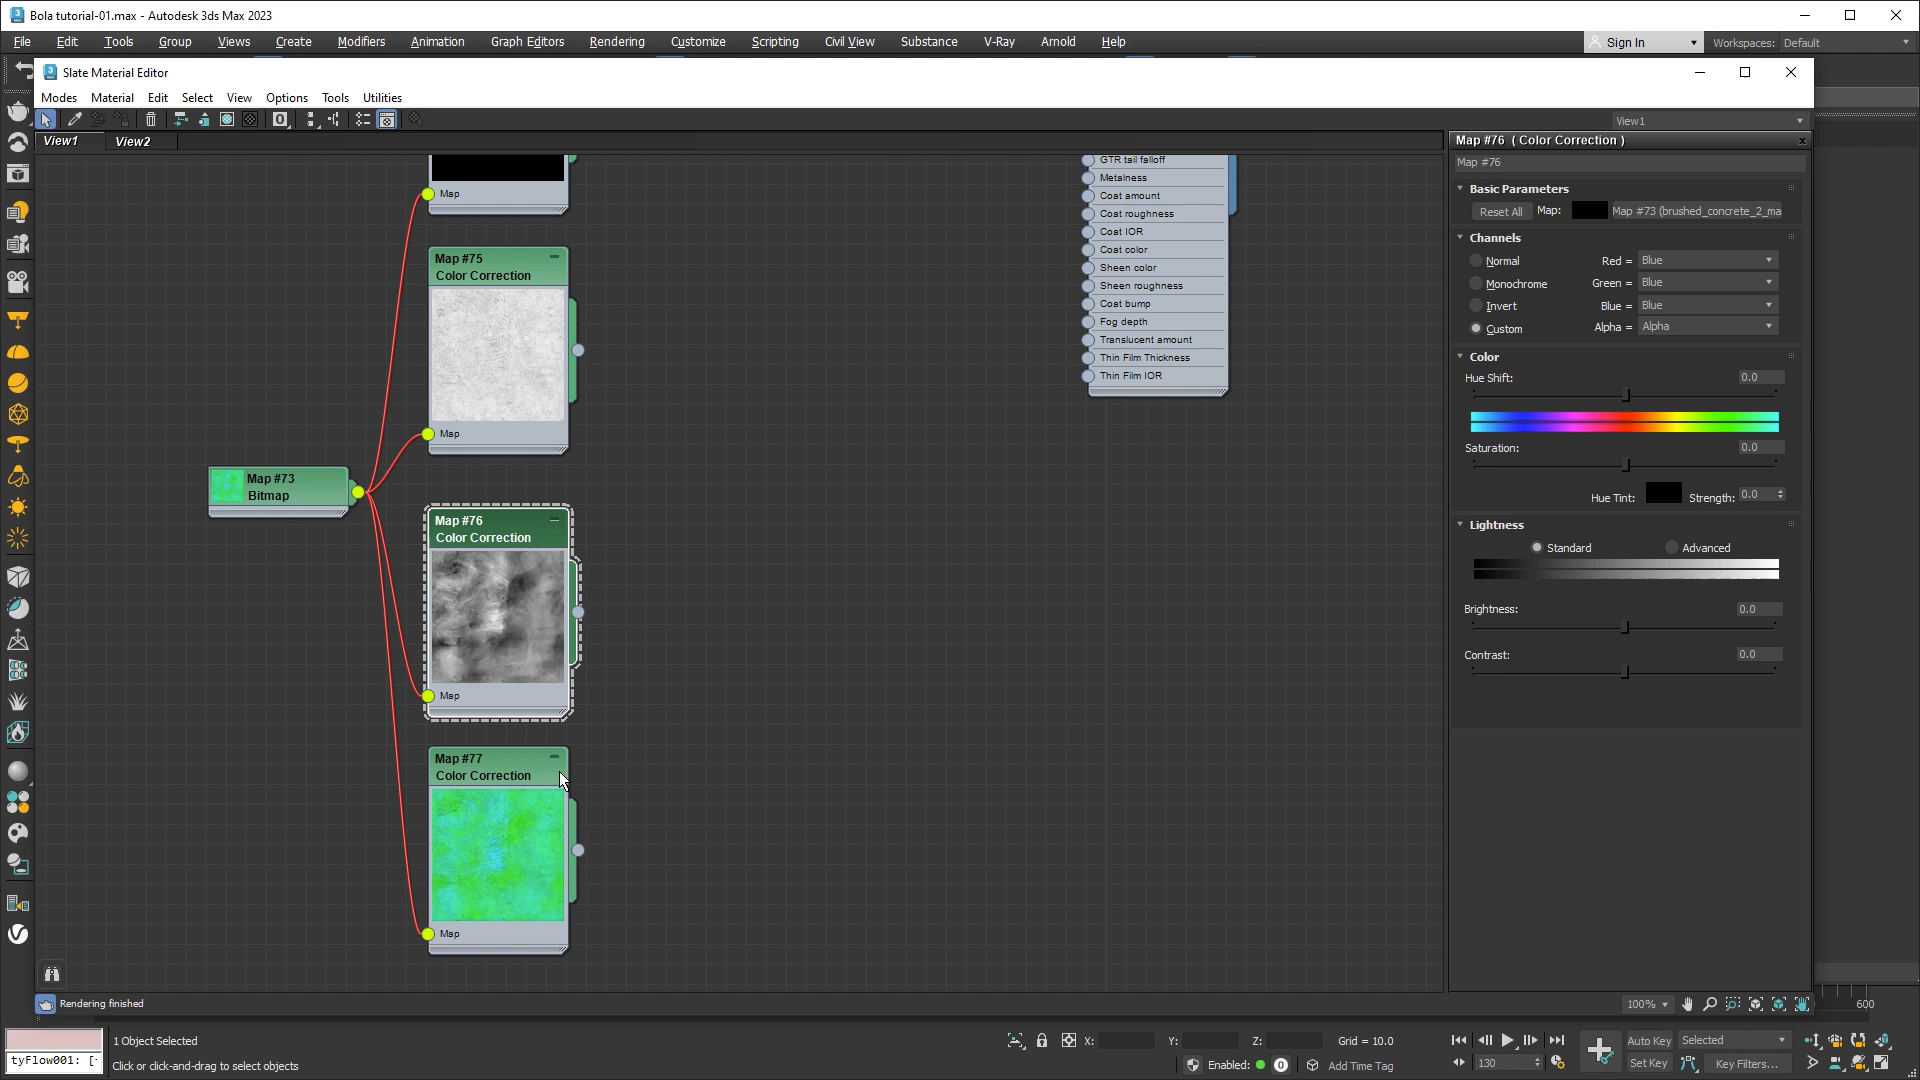 Bola tutorial-01.max - Autodesk 3ds Max 2023
File Edit Tools Group Views Create Modifiers Animation Graph Editors Rendering Customize Scripting Civil View Substance V-Ray Arnold Help
Sign In
Workspaces: Default
Slate Material Editor
Modes Material Edit Select View Options Tools Utilities
View1
View1
View2
Map
Map #75
Color Correction
Map
Map #73
Bitmap
Map #76
Color Correction
Map
Map #77
Color Correction
Map
GTR tail falloff
Metalness
Coat amount
Coat roughness
Coat IOR
Coat color
Sheen color
Sheen roughness
Coat bump
Fog depth
Translucent amount
Thin Film Thickness
Thin Film IOR
Map #76 ( Color Correction )
Map #76
Basic Parameters
Reset All Map: Map #73 (brushed_concrete_2_ma
Channels
Normal Red = Blue
Monochrome Green = Blue
Invert Blue = Blue
Custom Alpha = Alpha
Color
Hue Shift: 0.0
Saturation: 0.0
Hue Tint: Strength: 0.0
Lightness
Standard Advanced
Brightness: 0.0
Contrast: 0.0
Rendering finished
100%
600
tyFlow001: [
1 Object Selected
Click or click-and-drag to select objects
X: Y: Z: Grid = 10.0
Enabled: 0 Add Time Tag
130
Auto Key Selected
Set Key Key Filters...